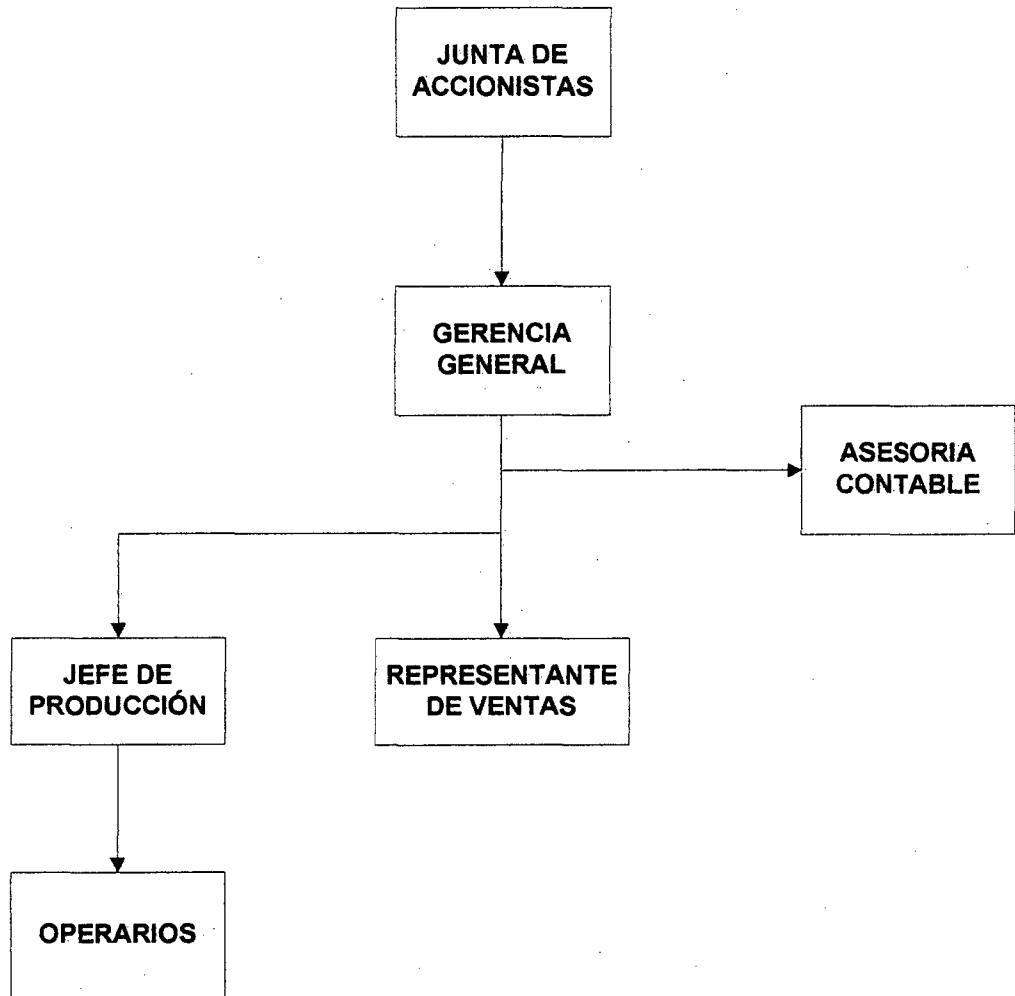 JUNTA DE
ACCIONISTAS
GERENCIA
GENERAL
ASESORIA
CONTABLE
JEFE DE
PRODUCCIÓN
REPRESENTANTE
DE VENTAS
OPERARIOS